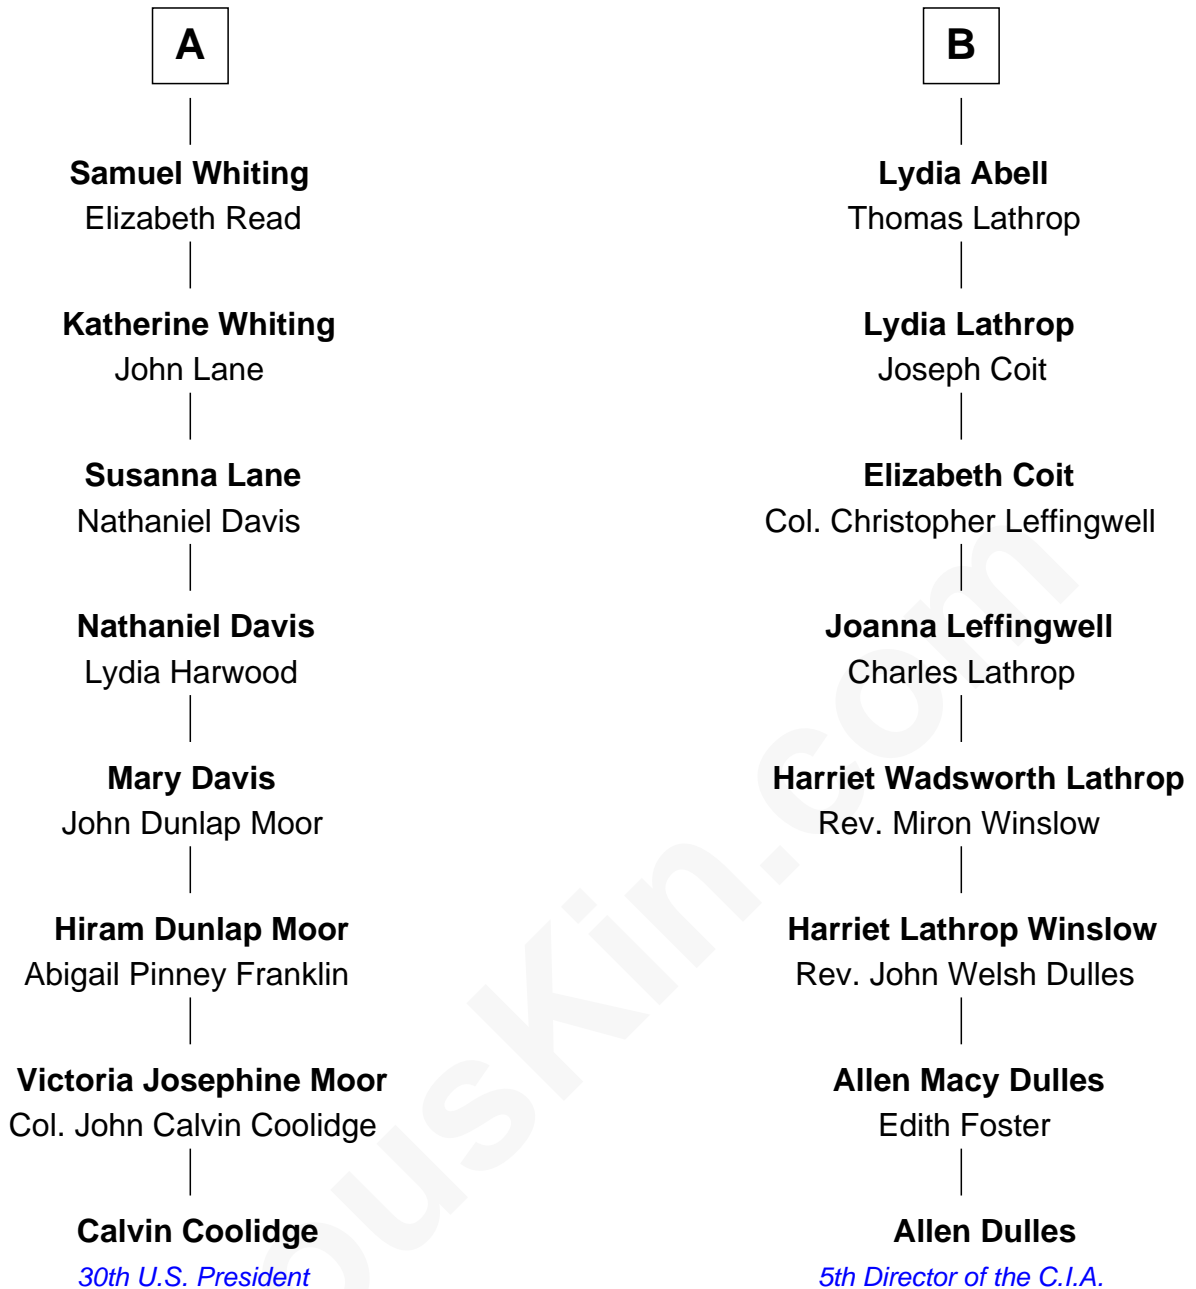 A
Samuel Whiting
Elizabeth Read
Katherine Whiting
John Lane
Susanna Lane
Nathaniel Davis
Nathaniel Davis
Lydia Harwood
Mary Davis
John Dunlap Moor
Hiram Dunlap Moor
Abigail Pinney Franklin
Victoria Josephine Moor
Col. John Calvin Coolidge
Calvin Coolidge
30th U.S. President
B
Lydia Abell
Thomas Lathrop
Lydia Lathrop
Joseph Coit
Elizabeth Coit
Col. Christopher Leffingwell
Joanna Leffingwell
Charles Lathrop
Harriet Wadsworth Lathrop
Rev. Miron Winslow
Harriet Lathrop Winslow
Rev. John Welsh Dulles
Allen Macy Dulles
Edith Foster
Allen Dulles
5th Director of the C.I.A.
ousKin.com